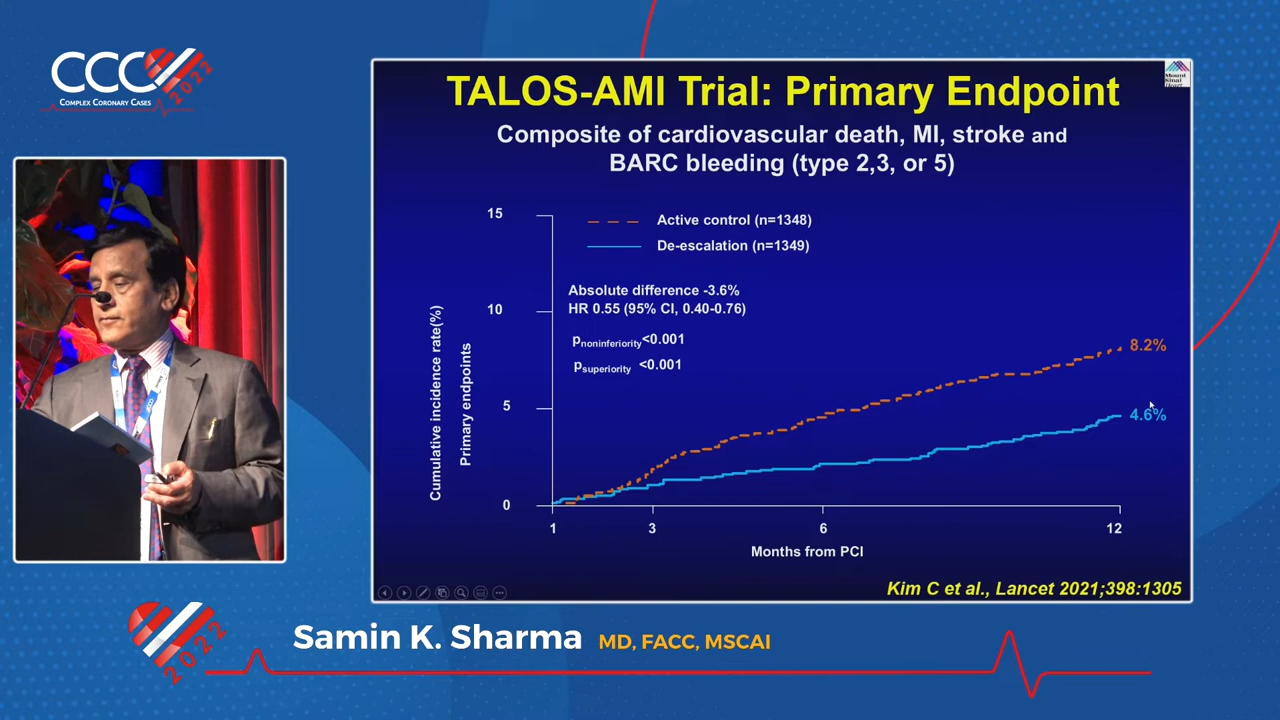 CCC
COMPLEX CORONARY CASES
2022
TALOS-AMI Trial: Primary Endpoint
Mount
Sinai
Heart
Composite of cardiovascular death, MI, stroke and
BARC bleeding (type 2,3, or 5)
Active control (n=1348)
De-escalation (n=1349)
Absolute difference -3.6%
HR 0.55 (95% CI, 0.40-0.76)
pnoninferiority<0.001
psuperiority <0.001
Cumulative incidence rate(%)
Primary endpoints
15
10
5
0
8.2%
4.6%
1 3 6 12
Months from PCI
Kim C et al., Lancet 2021;398:1305
2022
Samin K. Sharma MD, FACC, MSCAI